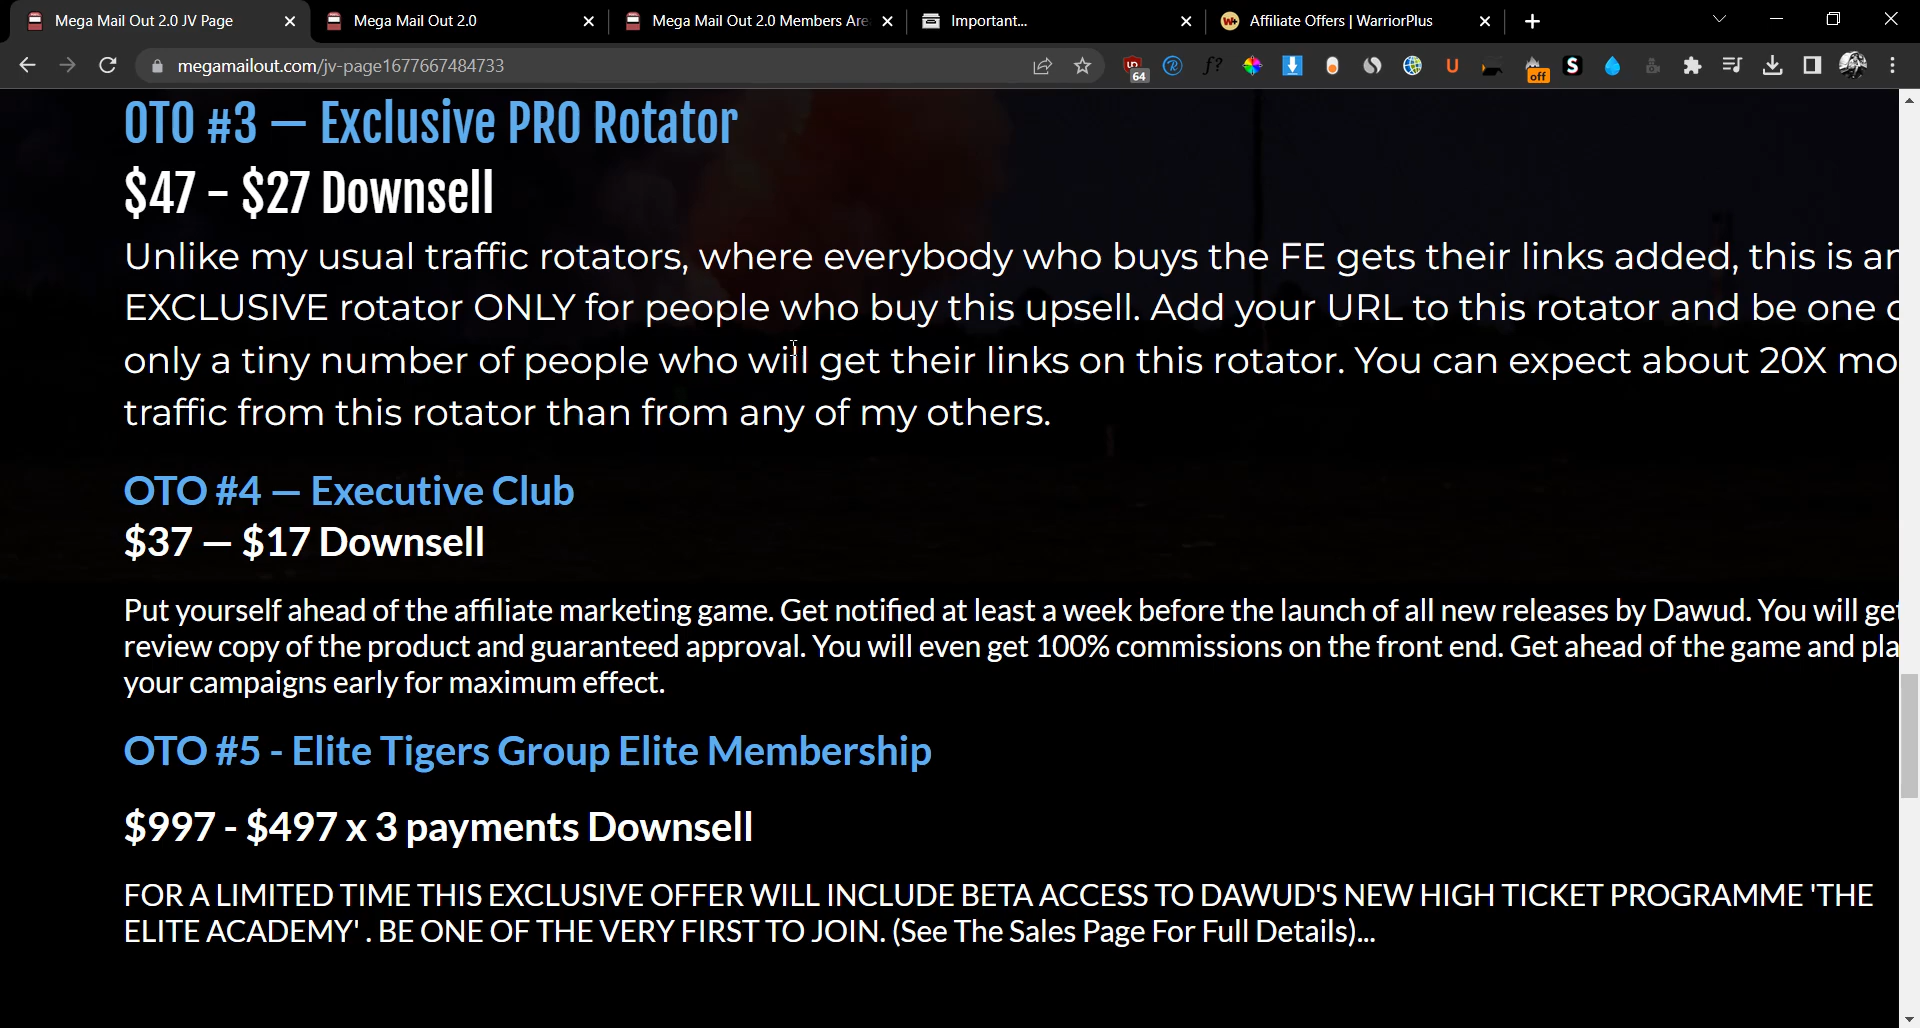 Mega Mail Out 2.0 JV Page
Mega Mail Out 2.0
Mega Mail Out 2.0 Members Are
Important...
Affiliate Offers | WarriorPlus
megamailout.com/jv-page1677667484733
64
off
OTO #3 — Exclusive PRO Rotator
$47 - $27 Downsell
Unlike my usual traffic rotators, where everybody who buys the FE gets their links added, this is an
EXCLUSIVE rotator ONLY for people who buy this upsell. Add your URL to this rotator and be one o
only a tiny number of people who will get their links on this rotator. You can expect about 20X mo
traffic from this rotator than from any of my others.
OTO #4 — Executive Club
$37 — $17 Downsell
Put yourself ahead of the affiliate marketing game. Get notified at least a week before the launch of all new releases by Dawud. You will get
review copy of the product and guaranteed approval. You will even get 100% commissions on the front end. Get ahead of the game and pla
your campaigns early for maximum effect.
OTO #5 - Elite Tigers Group Elite Membership
$997 - $497 x 3 payments Downsell
FOR A LIMITED TIME THIS EXCLUSIVE OFFER WILL INCLUDE BETA ACCESS TO DAWUD'S NEW HIGH TICKET PROGRAMME 'THE
ELITE ACADEMY' . BE ONE OF THE VERY FIRST TO JOIN. (See The Sales Page For Full Details)...